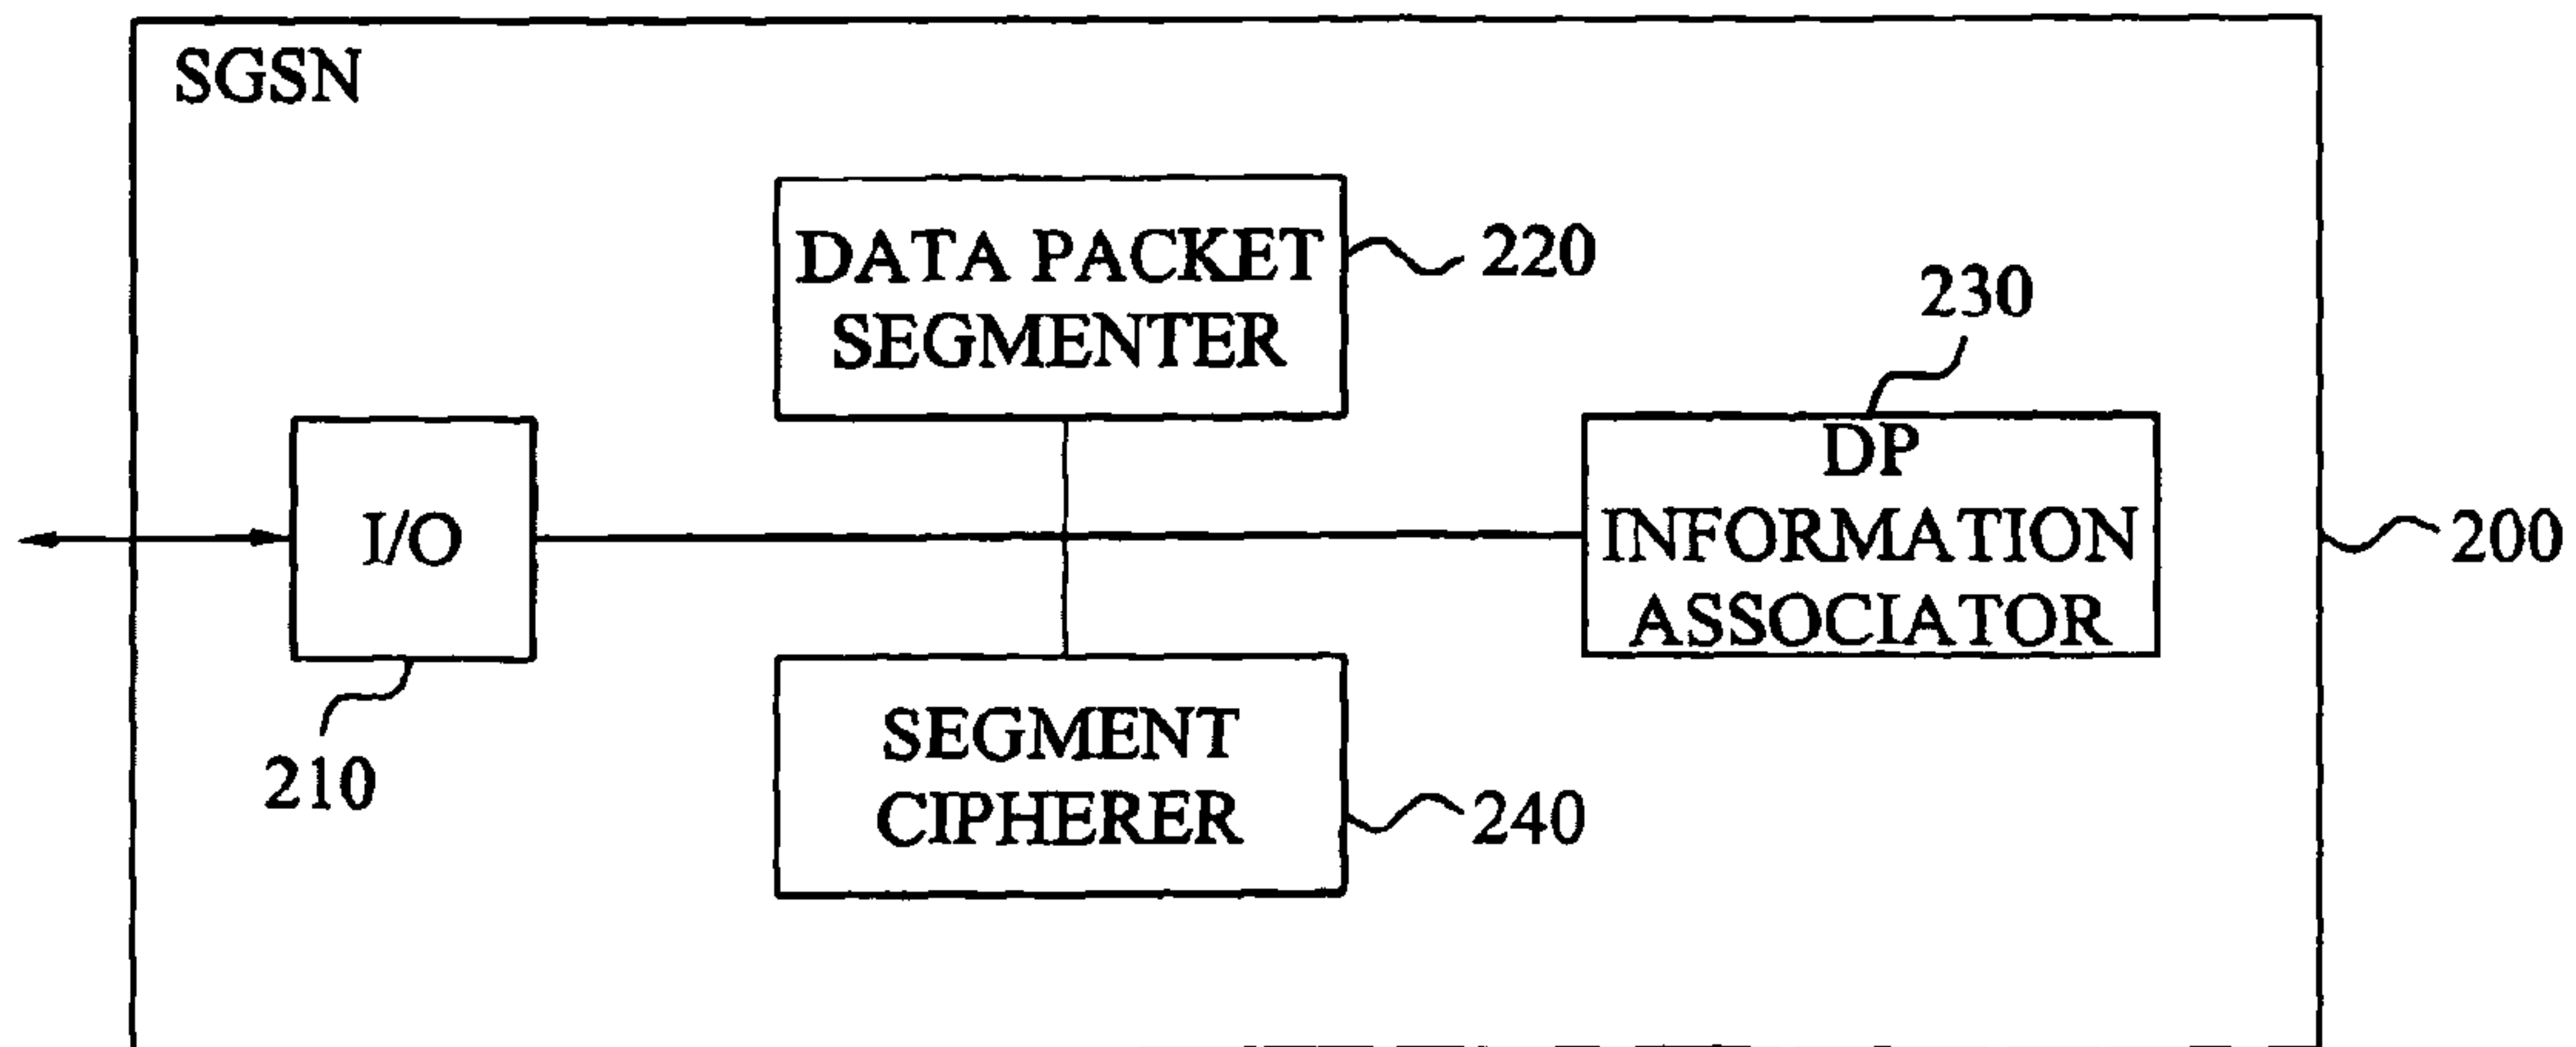 SGSN
DATA PACKET
SEGMENTER
220
230
DP
INFORMATION
ASSOCIATOR
I/O
200
210
SEGMENT
CIPHERER
240